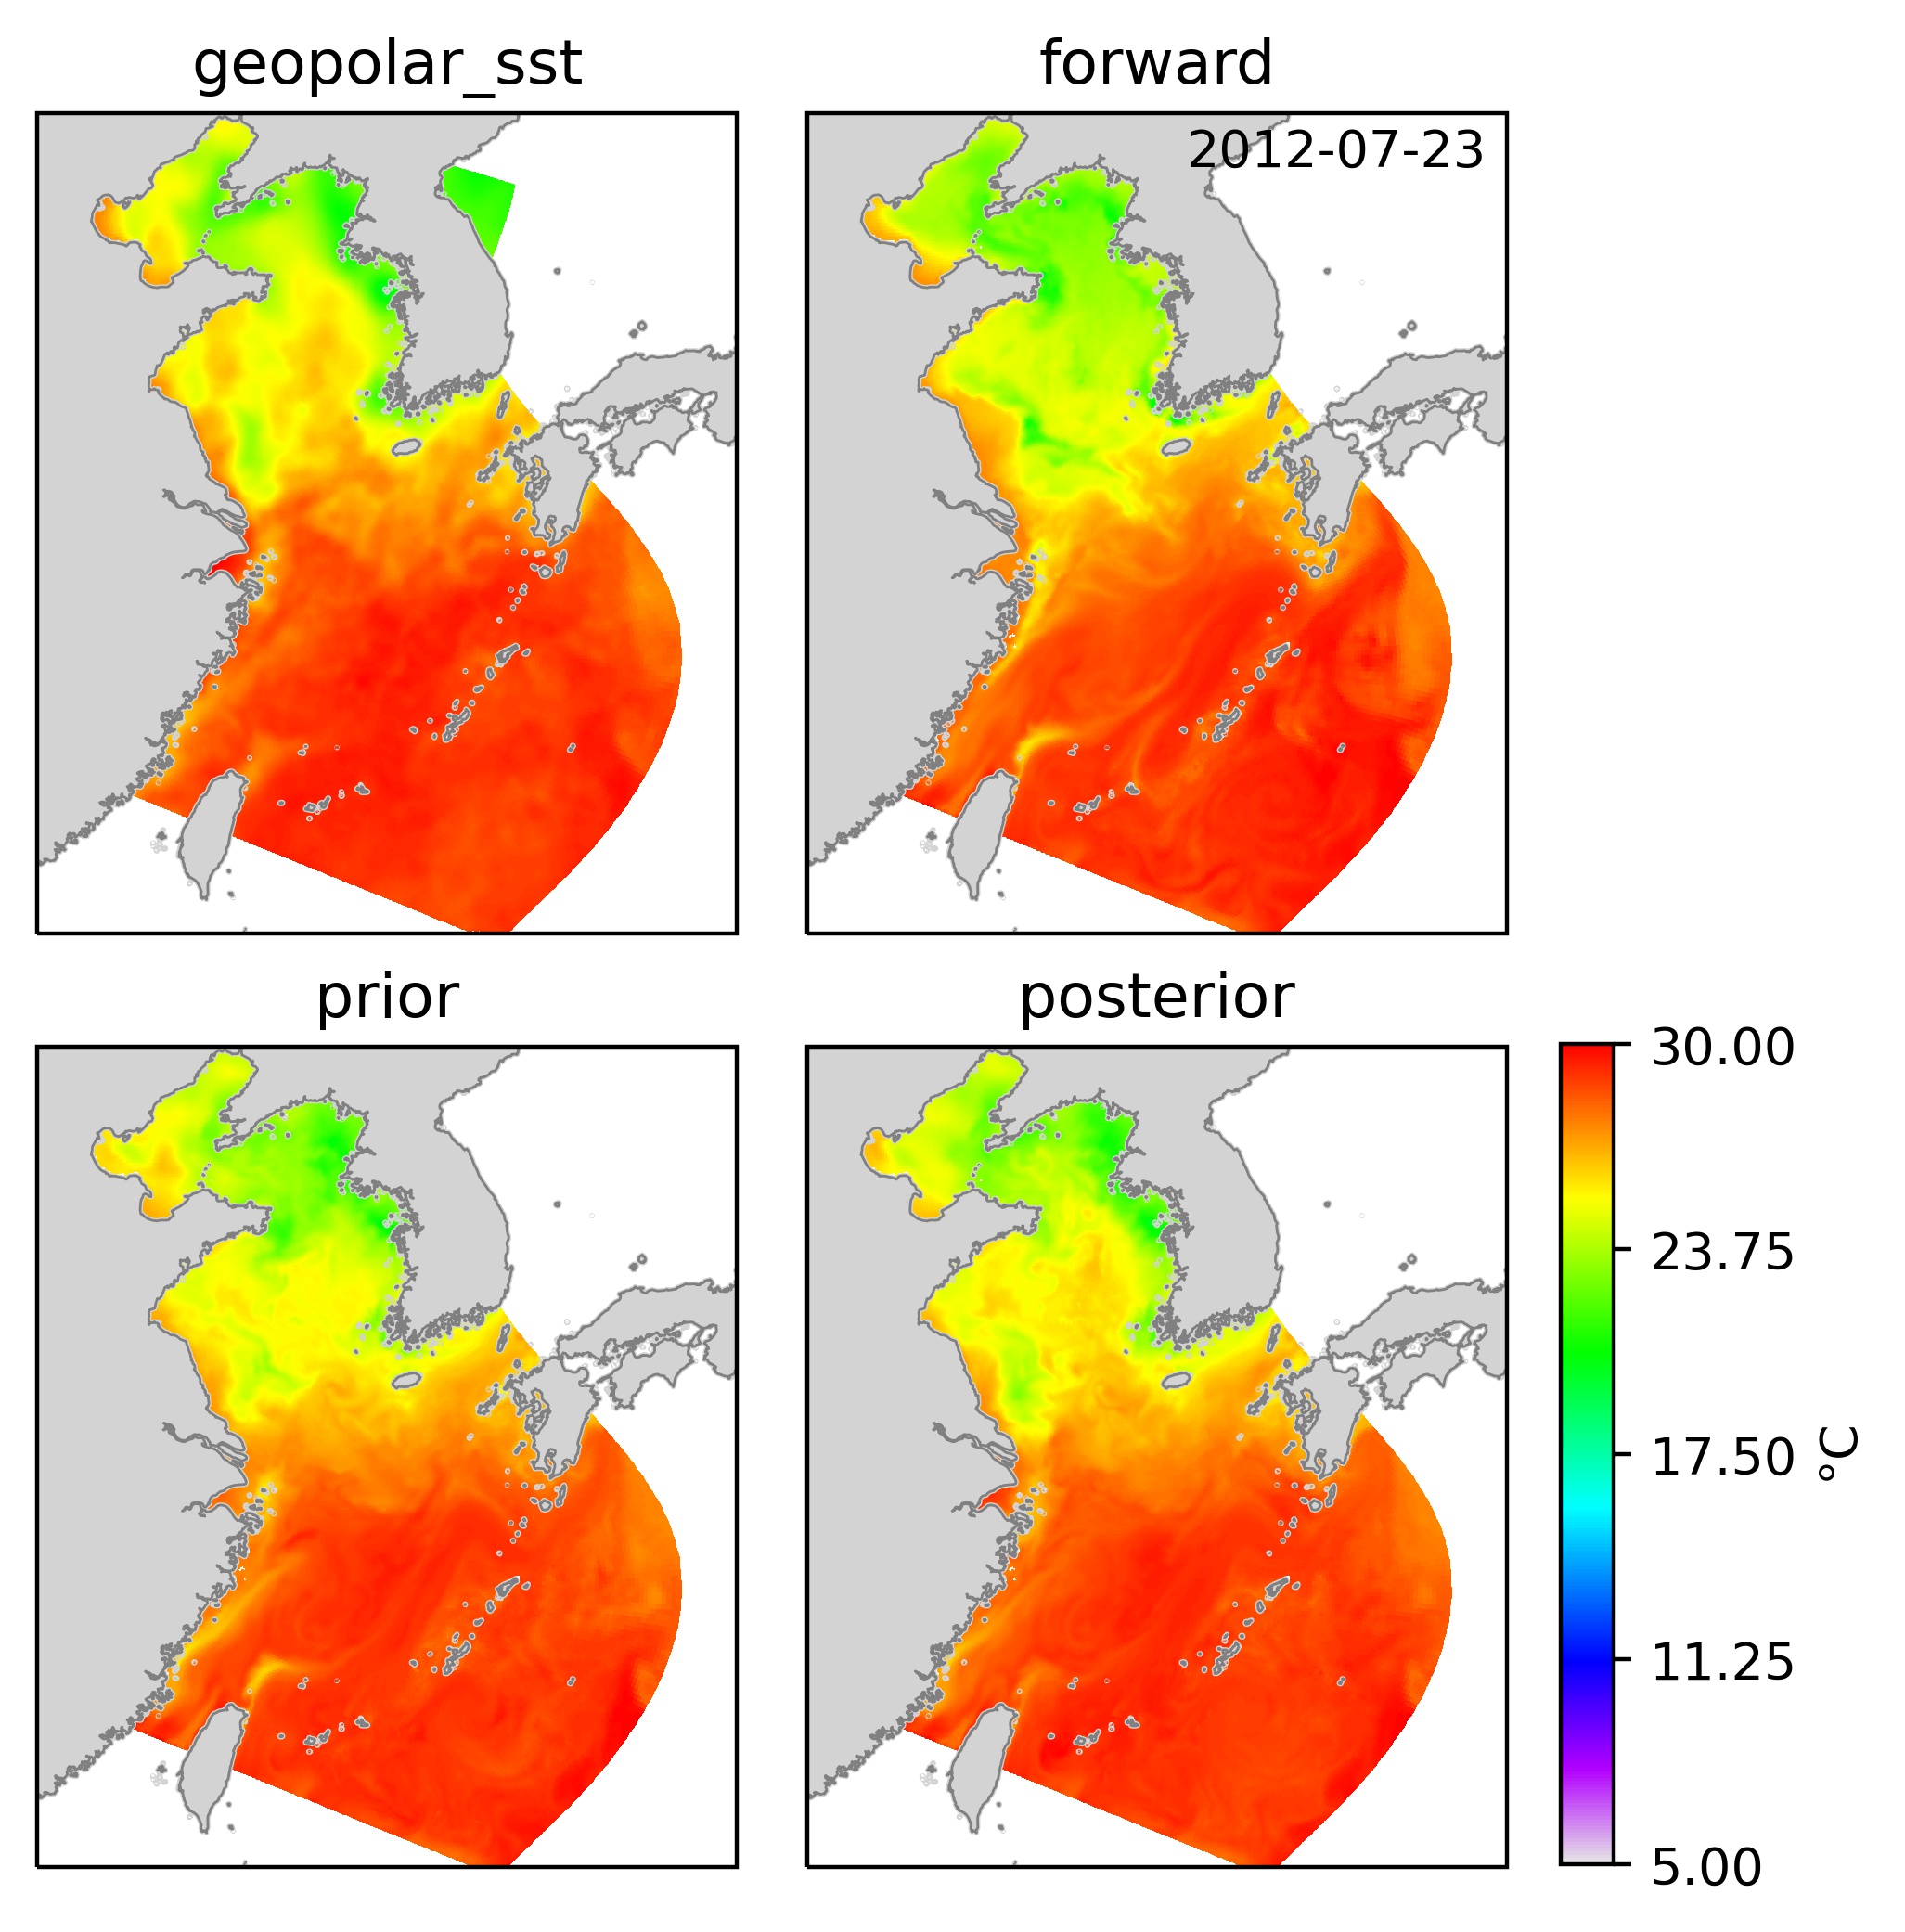 geopolar_sst
forward
2012-07-23
prior
posterior
30.00
23.75
17.50
11.25
5.00
°C